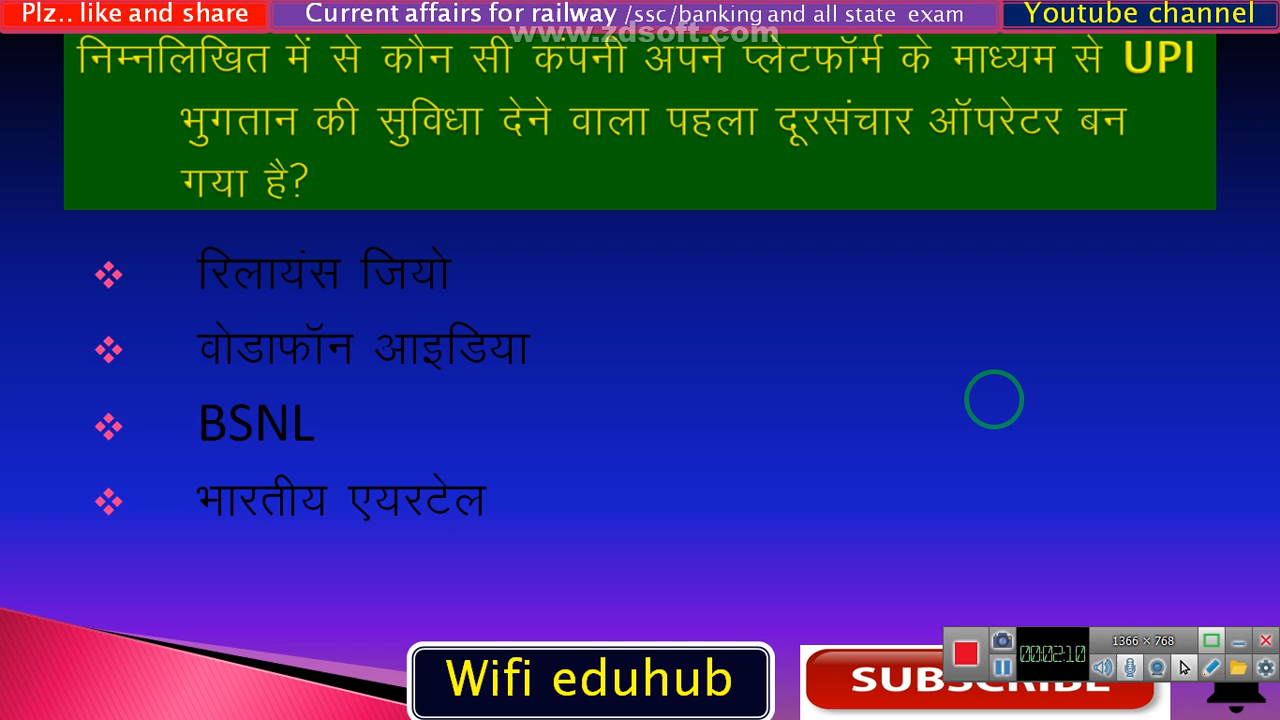 Plz.. like and share
Current affairs for railway /ssc/banking and all state exam
Youtube channel
www.zdsoft.com
निम्नलिखित में से कौन सी कंपनी अपने प्लेटफॉर्म के माध्यम से UPI
भुगतान की सुविधा देने वाला पहला दूरसंचार ऑपरेटर बन
गया है?
रिलायंस जियो
वोडाफॉन आइडिया
BSNL
भारतीय एयरटेल
1366 × 768
00:02:10
Wifi eduhub
SUBSCRIBE